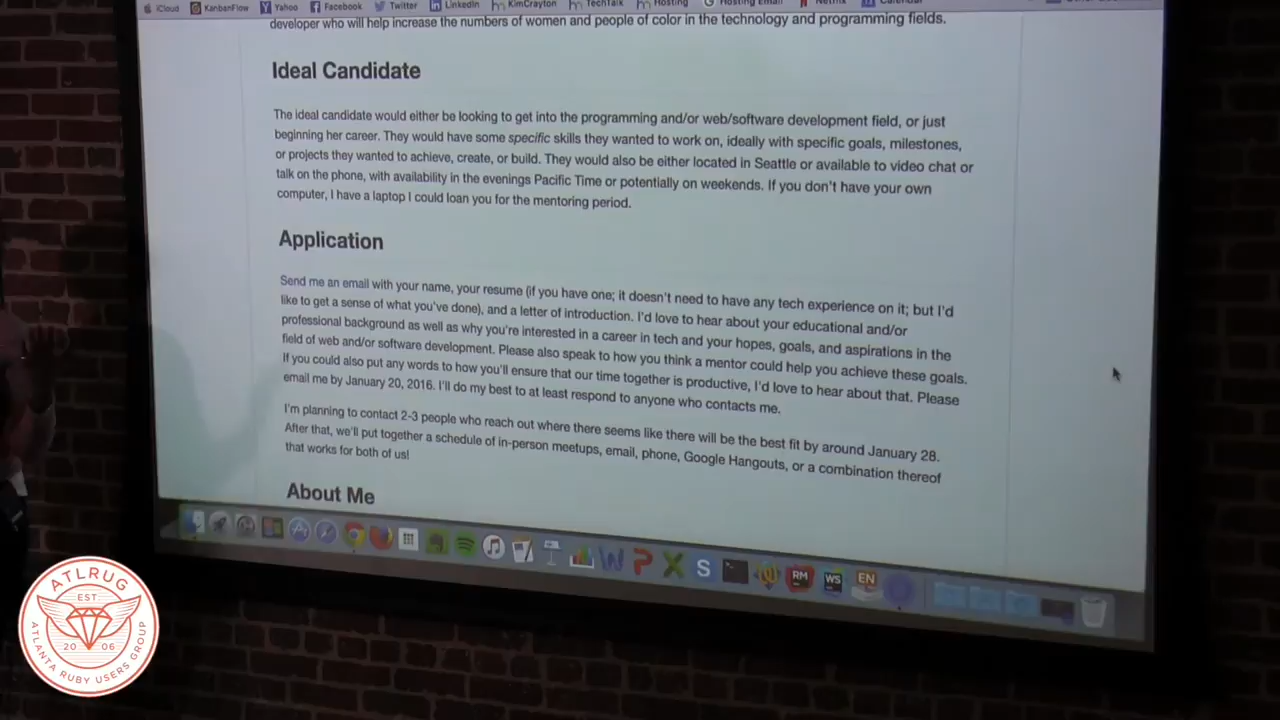 iCloud KanbanFlow Yahoo Facebook Twitter LinkedIn KimCrayton TechTalk Hosting Hosting Email Netflix Calendar
developer who will help increase the numbers of women and people of color in the technology and programming fields.
Ideal Candidate
The ideal candidate would either be looking to get into the programming and/or web/software development field, or just
beginning her career. They would have some specific skills they wanted to work on, ideally with specific goals, milestones,
or projects they wanted to achieve, create, or build. They would also be either located in Seattle or available to video chat or
talk on the phone, with availability in the evenings Pacific Time or potentially on weekends. If you don't have your own
computer, I have a laptop I could loan you for the mentoring period.
Application
Send me an email with your name, your resume (if you have one; it doesn't need to have any tech experience on it; but I'd
like to get a sense of what you've done), and a letter of introduction. I'd love to hear about your educational and/or
professional background as well as why you're interested in a career in tech and your hopes, goals, and aspirations in the
field of web and/or software development. Please also speak to how you think a mentor could help you achieve these goals.
If you could also put any words to how you'll ensure that our time together is productive, I'd love to hear about that. Please
email me by January 20, 2016. I'll do my best to at least respond to anyone who contacts me.
I'm planning to contact 2-3 people who reach out where there seems like there will be the best fit by around January 28.
After that, we'll put together a schedule of in-person meetups, email, phone, Google Hangouts, or a combination thereof
that works for both of us!
About Me
W P X S RM WS EN
ATLRUG
EST
20 06
ATLANTA RUBY USERS GROUP